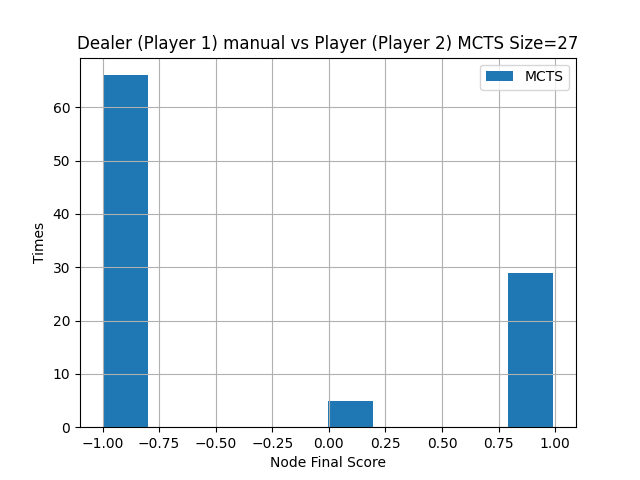 Dealer (Player 1) manual vs Player (Player 2) MCTS Size=27
MCTS
Times
60
50
40
30
20
10
0
−1.00 −0.75 −0.50 −0.25 0.00 0.25 0.50 0.75 1.00
Node Final Score